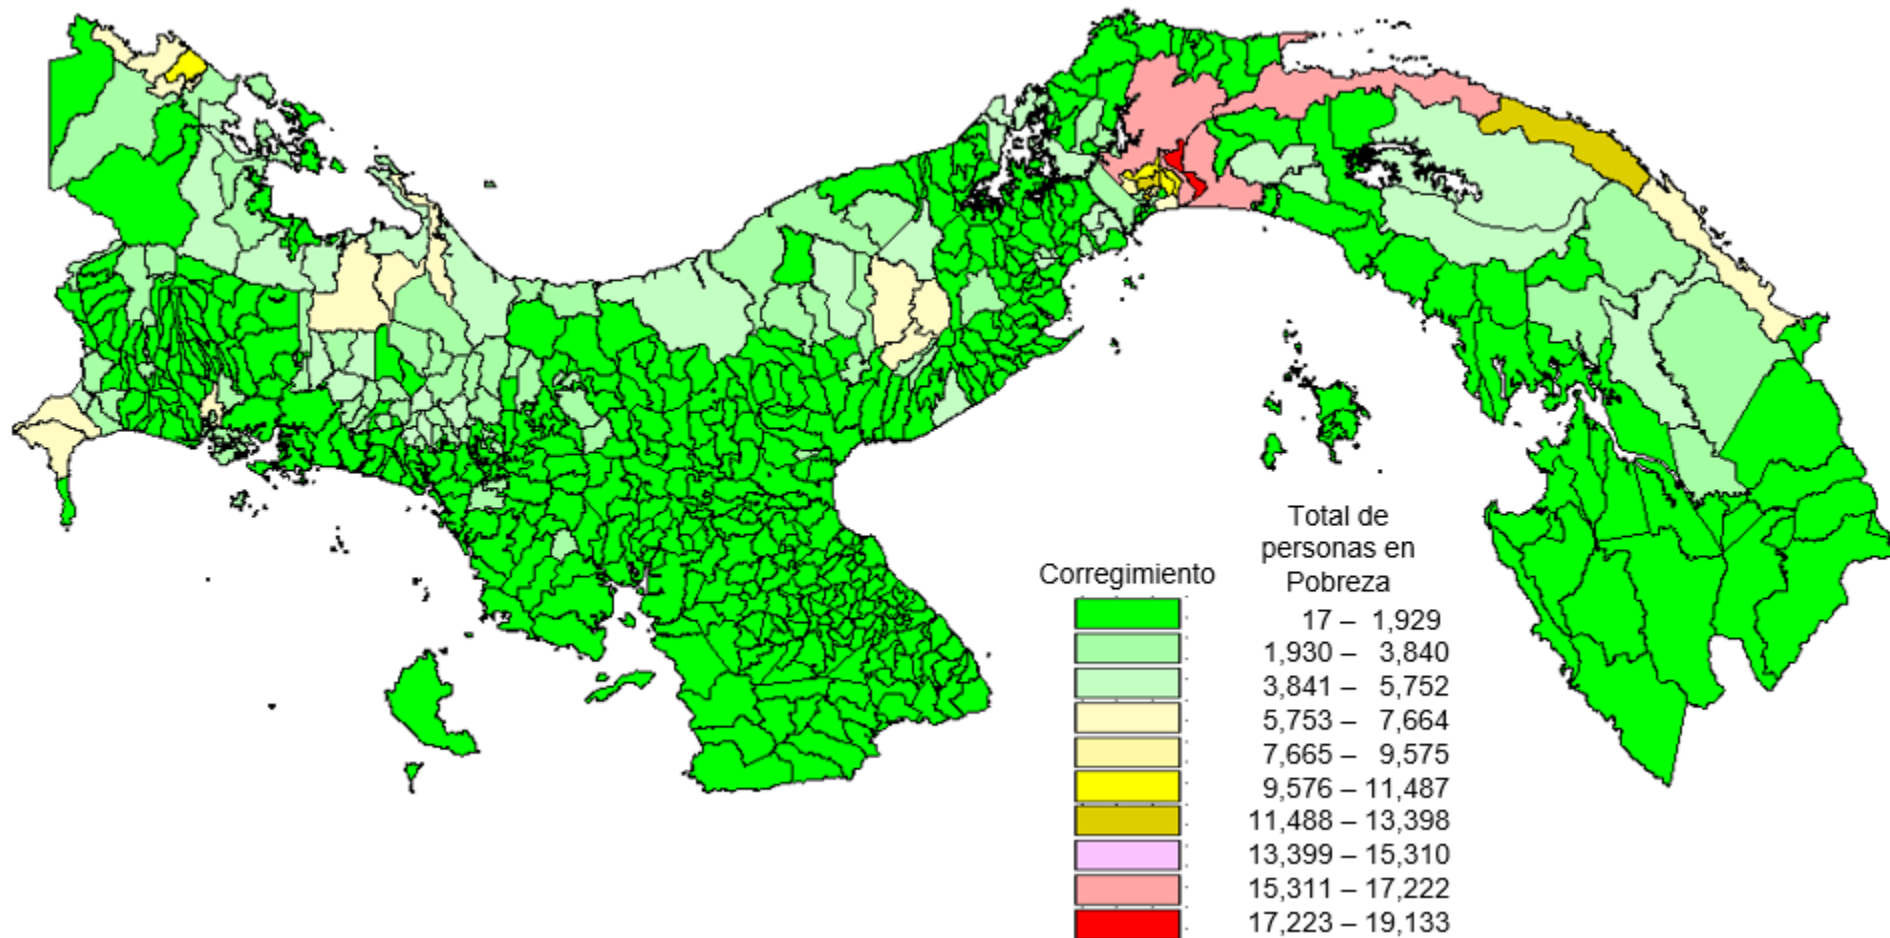 Total de
personas en
Pobreza
Corregimiento
17 – 1,929
1,930 – 3,840
3,841 – 5,752
5,753 – 7,664
7,665 – 9,575
9,576 – 11,487
11,488 – 13,398
13,399 – 15,310
15,311 – 17,222
17,223 – 19,133